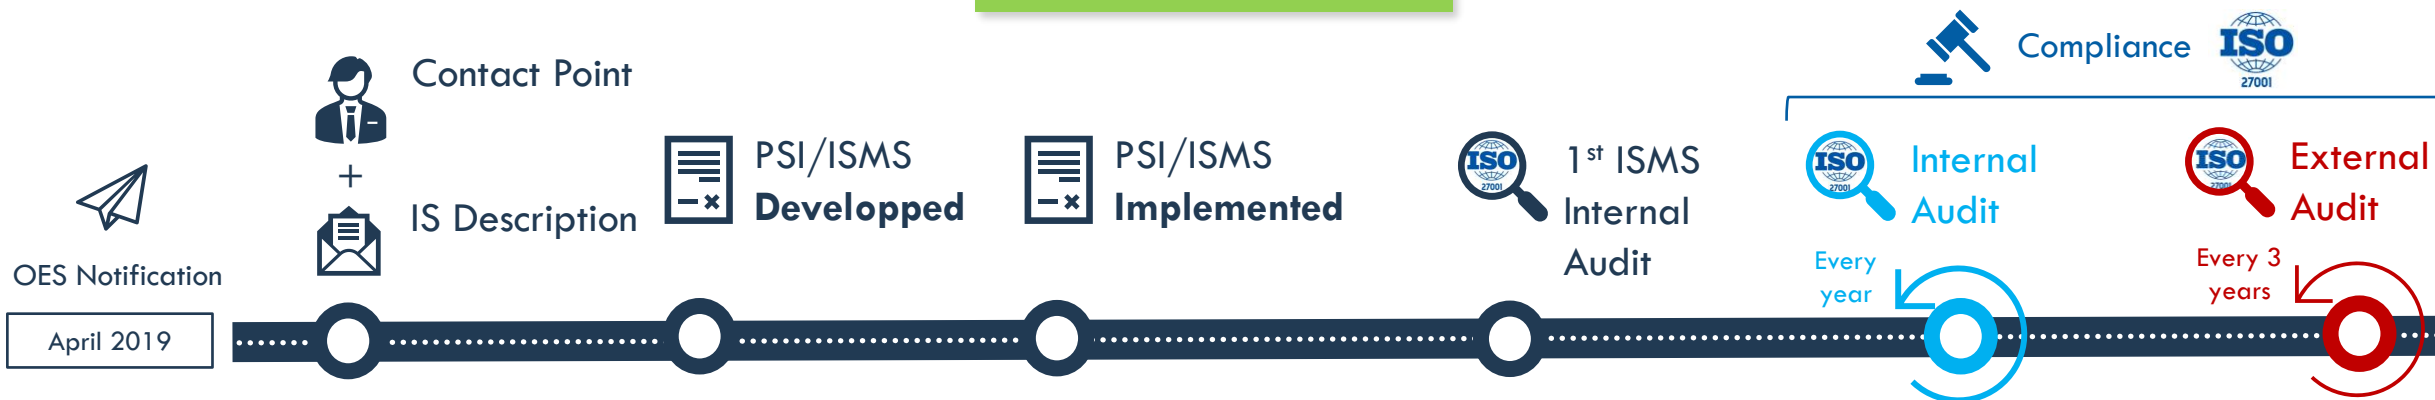 OES Notification
April 2019
Contact Point
+
IS Description
PSI/ISMS
Developped
PSI/ISMS
Implemented
ISO
27001
1st ISMS
Internal
Audit
Compliance
ISO
27001
ISO
27001
Internal
Audit
Every
year
ISO
27001
External
Audit
Every 3
years